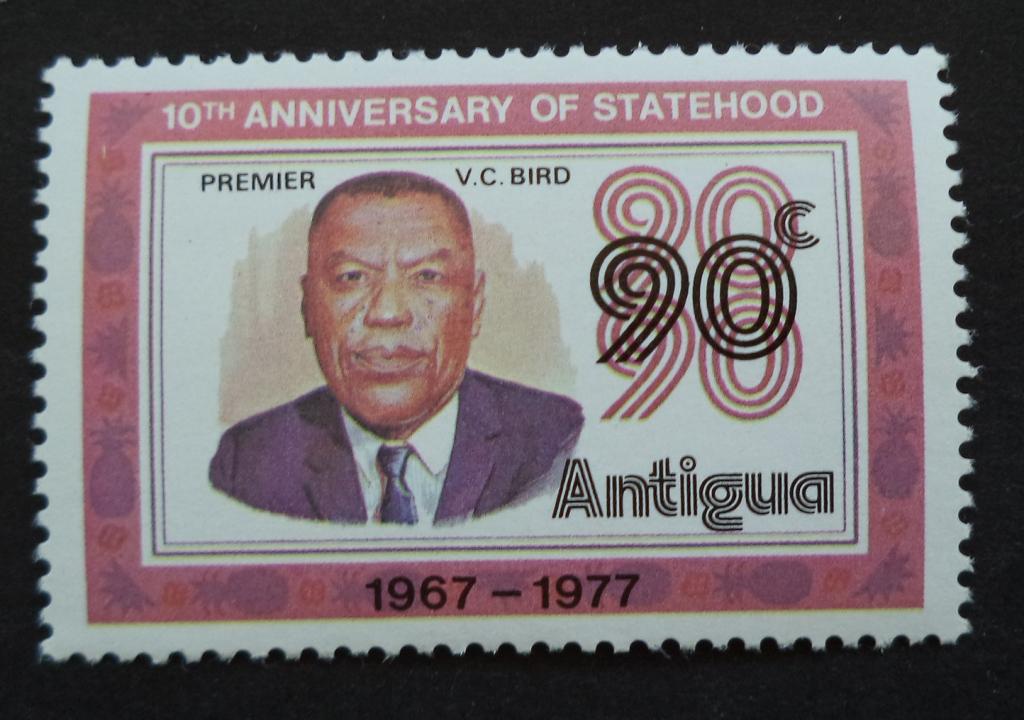 10TH ANNIVERSARY OF STATEHOOD
PREMIER V.C. BIRD
90c
Antigua
1967 – 1977